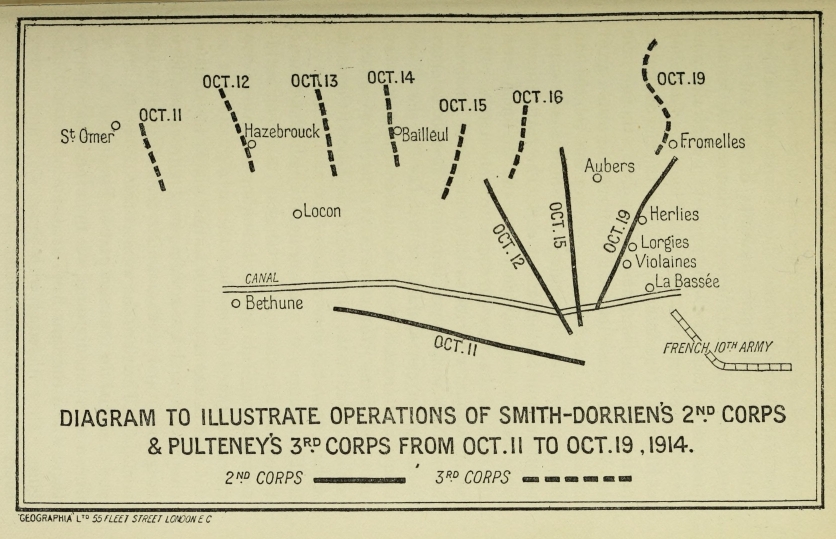 OCT.11
OCT.12
OCT.13
OCT.14
OCT.15
OCT.16
OCT.19
St Omer
Hazebrouck
Bailleul
Fromelles
Aubers
Locon
Herlies
Lorgies
Violaines
La Bassée
OCT.12
OCT.15
OCT.19
CANAL
Bethune
OCT.11
FRENCH 10TH ARMY
DIAGRAM TO ILLUSTRATE OPERATIONS OF SMITH-DORRIEN'S 2ND CORPS
& PULTENEY'S 3RD CORPS FROM OCT.11 TO OCT.19, 1914.
2ND CORPS 3RD CORPS
"GEOGRAPHIA" LTD 55 FLEET STREET LONDON E C